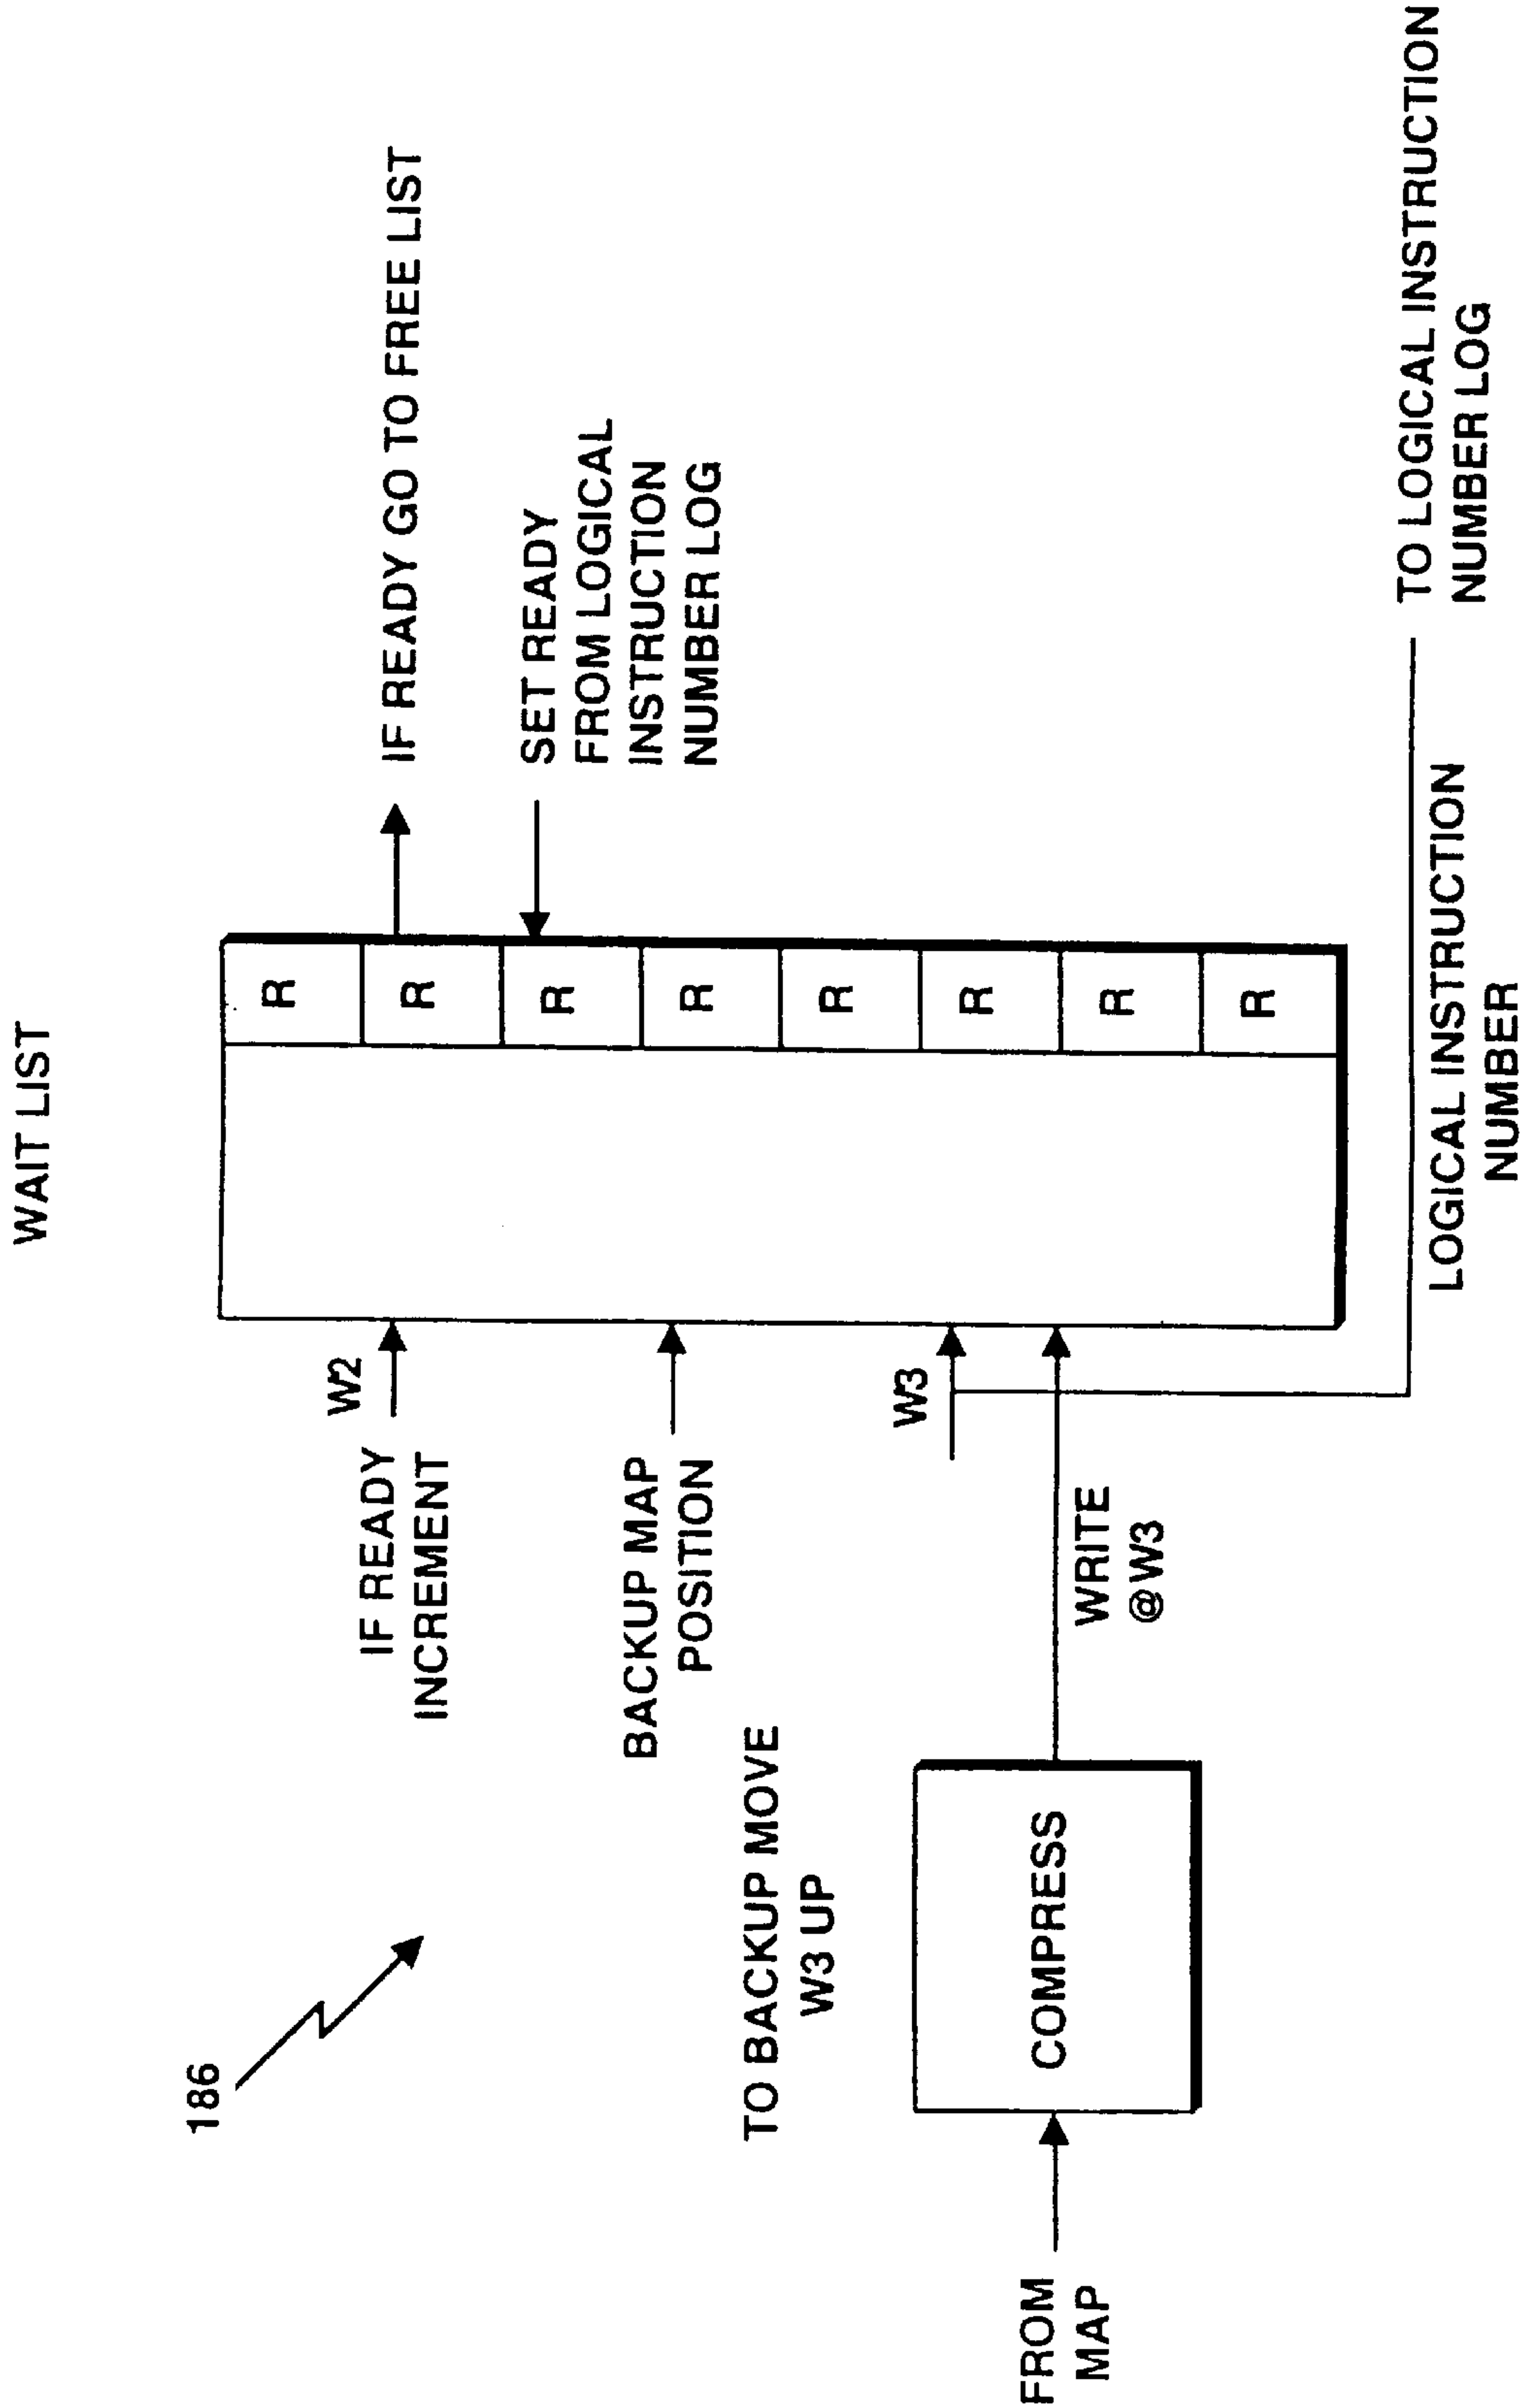 WAIT LIST
186
W2
IF READY
INCREMENT
IF READY GO TO FREE LIST
SET READY
FROM LOGICAL
INSTRUCTION
NUMBER LOG
BACKUP MAP
POSITION
TO BACKUP MOVE
W3 UP
W3
R
R
R
R
R
R
R
R
FROM
MAP
COMPRESS
WRITE
@W3
LOGICAL INSTRUCTION
NUMBER
TO LOGICAL INSTRUCTION
NUMBER LOG